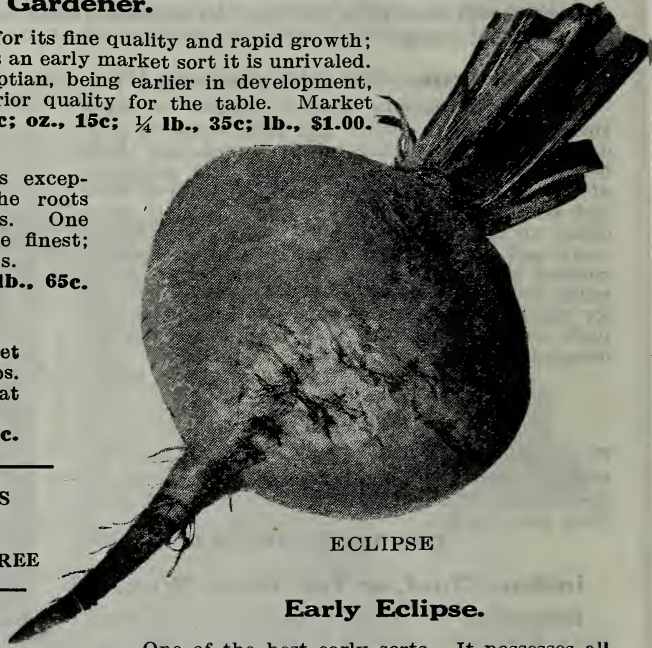 Gardener.
for its fine quality and rapid growth;
s an early market sort it is unrivaled.
ptian, being earlier in development,
rior quality for the table. Market
c; oz., 15c; ¼ lb., 35c; lb., $1.00.
s excep-
he roots
s. One
e finest;
s.
lb., 65c.
et
ps.
at
c.
S
REE
ECLIPSE
Early Eclipse.
One of the best early sorts. It possesses all